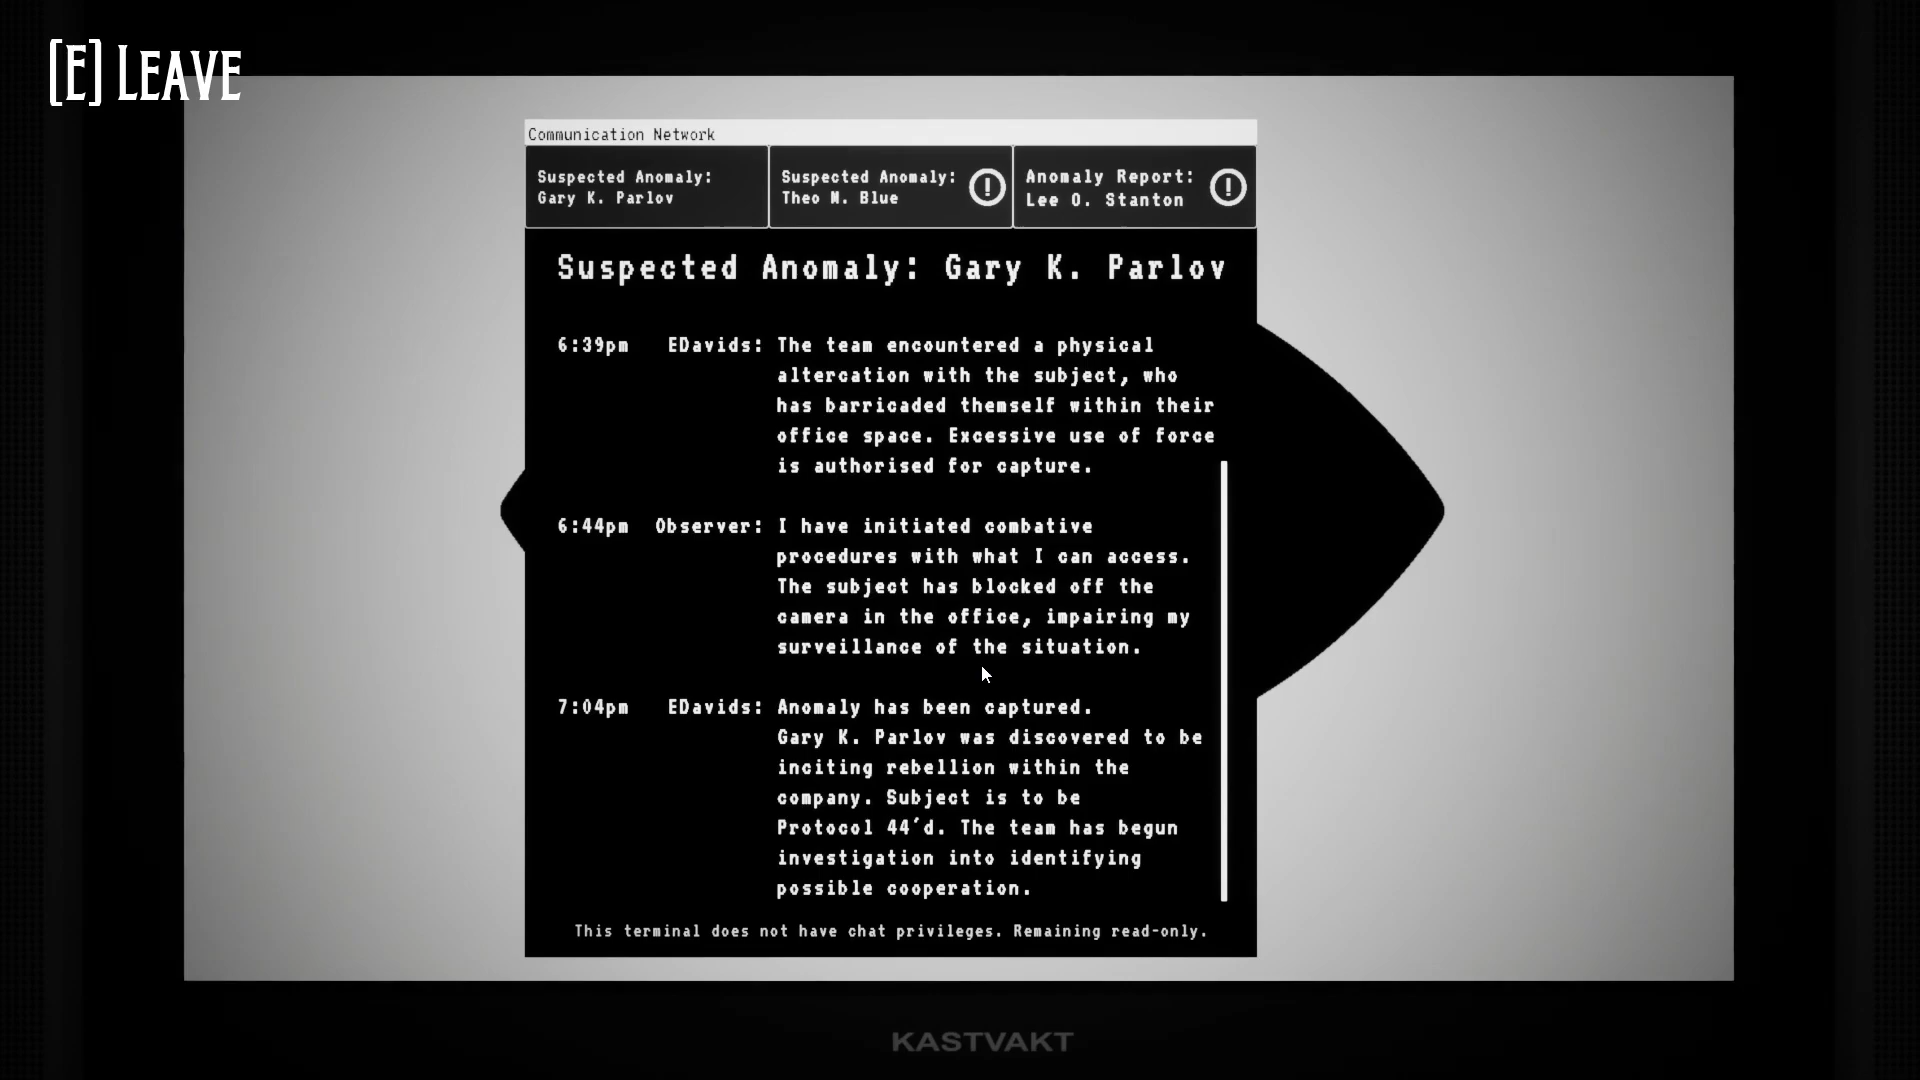 [E] LEAVE
Communication Network
Suspected Anomaly:
Gary K. Parlov
Suspected Anomaly:
Theo M. Blue
Anomaly Report:
Lee O. Stanton
Suspected Anomaly: Gary K. Parlov
6:39pm EDavids: The team encountered a physical
altercation with the subject, who
has barricaded themself within their
office space. Excessive use of force
is authorised for capture.
6:44pm Observer: I have initiated combative
procedures with what I can access.
The subject has blocked off the
camera in the office, impairing my
surveillance of the situation.
7:04pm EDavids: Anomaly has been captured.
Gary K. Parlov was discovered to be
inciting rebellion within the
company. Subject is to be
Protocol 44'd. The team has begun
investigation into identifying
possible cooperation.
This terminal does not have chat privileges. Remaining read-only.
KASTVAKT